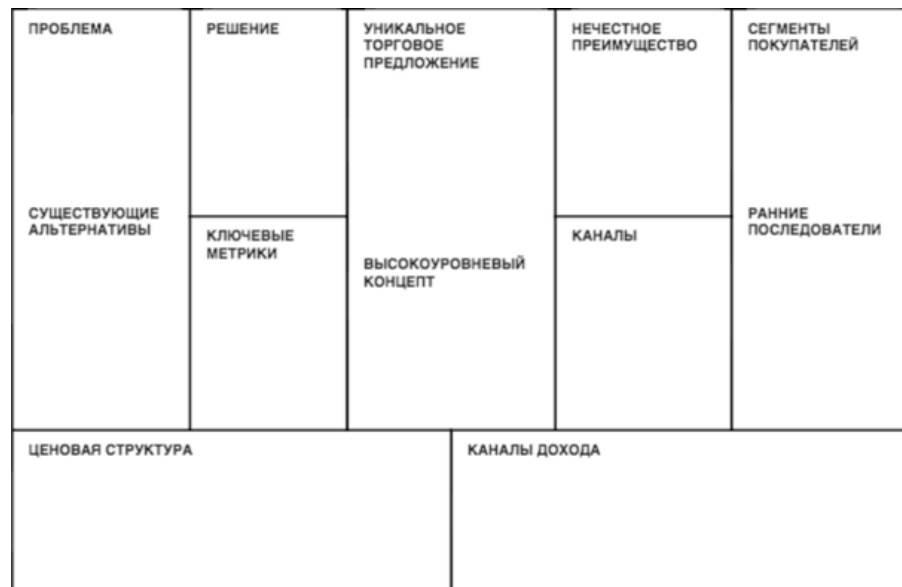 ПРОБЛЕМА
СУЩЕСТВУЮЩИЕ
АЛЬТЕРНАТИВЫ
РЕШЕНИЕ
КЛЮЧЕВЫЕ
МЕТРИКИ
УНИКАЛЬНОЕ
ТОРГОВОЕ
ПРЕДЛОЖЕНИЕ
ВЫСОКОУРОВНЕВЫЙ
КОНЦЕПТ
НЕЧЕСТНОЕ
ПРЕИМУЩЕСТВО
КАНАЛЫ
СЕГМЕНТЫ
ПОКУПАТЕЛЕЙ
РАННИЕ
ПОСЛЕДОВАТЕЛИ
ЦЕНОВАЯ СТРУКТУРА
КАНАЛЫ ДОХОДА